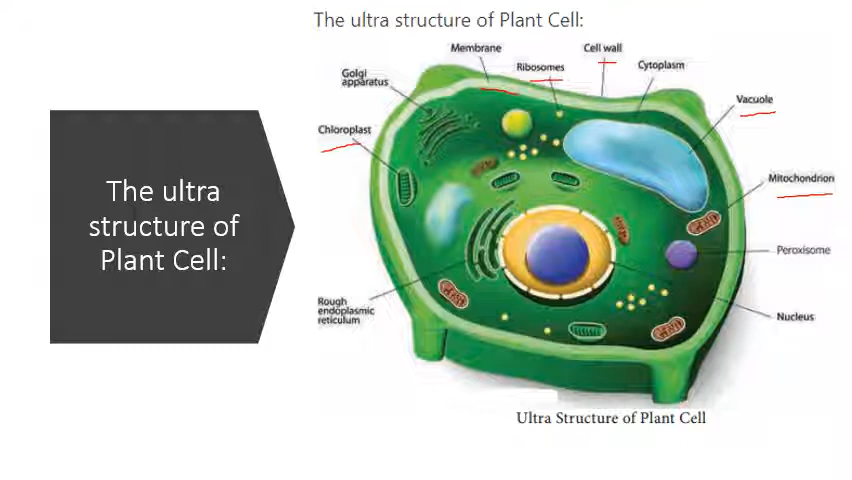 The ultra structure of Plant Cell:
Membrane
Cell wall
Ribosomes
Cytoplasm
Golgi
apparatus
Vacuole
Chloroplast
Mitochondrion
The ultra
structure of
Plant Cell:
Peroxisome
Rough
endoplasmic
reticulum
Nucleus
Ultra Structure of Plant Cell